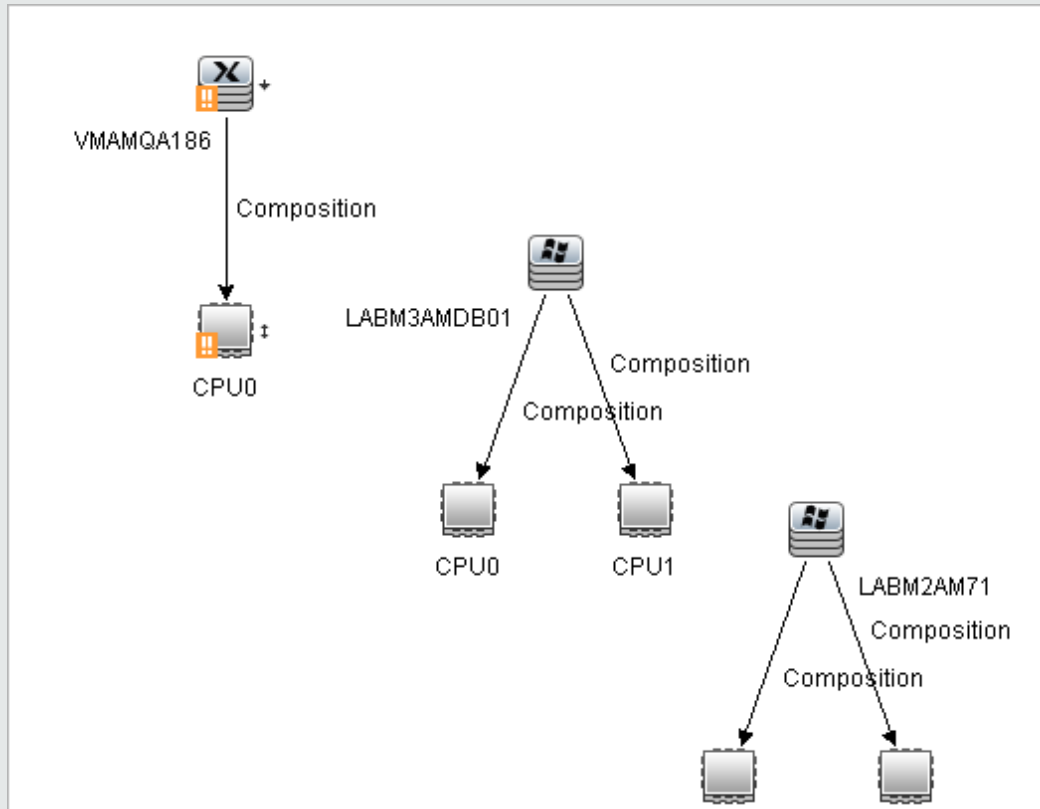 VMAMQA186
Composition
CPU0
LABM3AMDB01
Composition
Composition
CPU0
CPU1
LABM2AM71
Composition
Composition